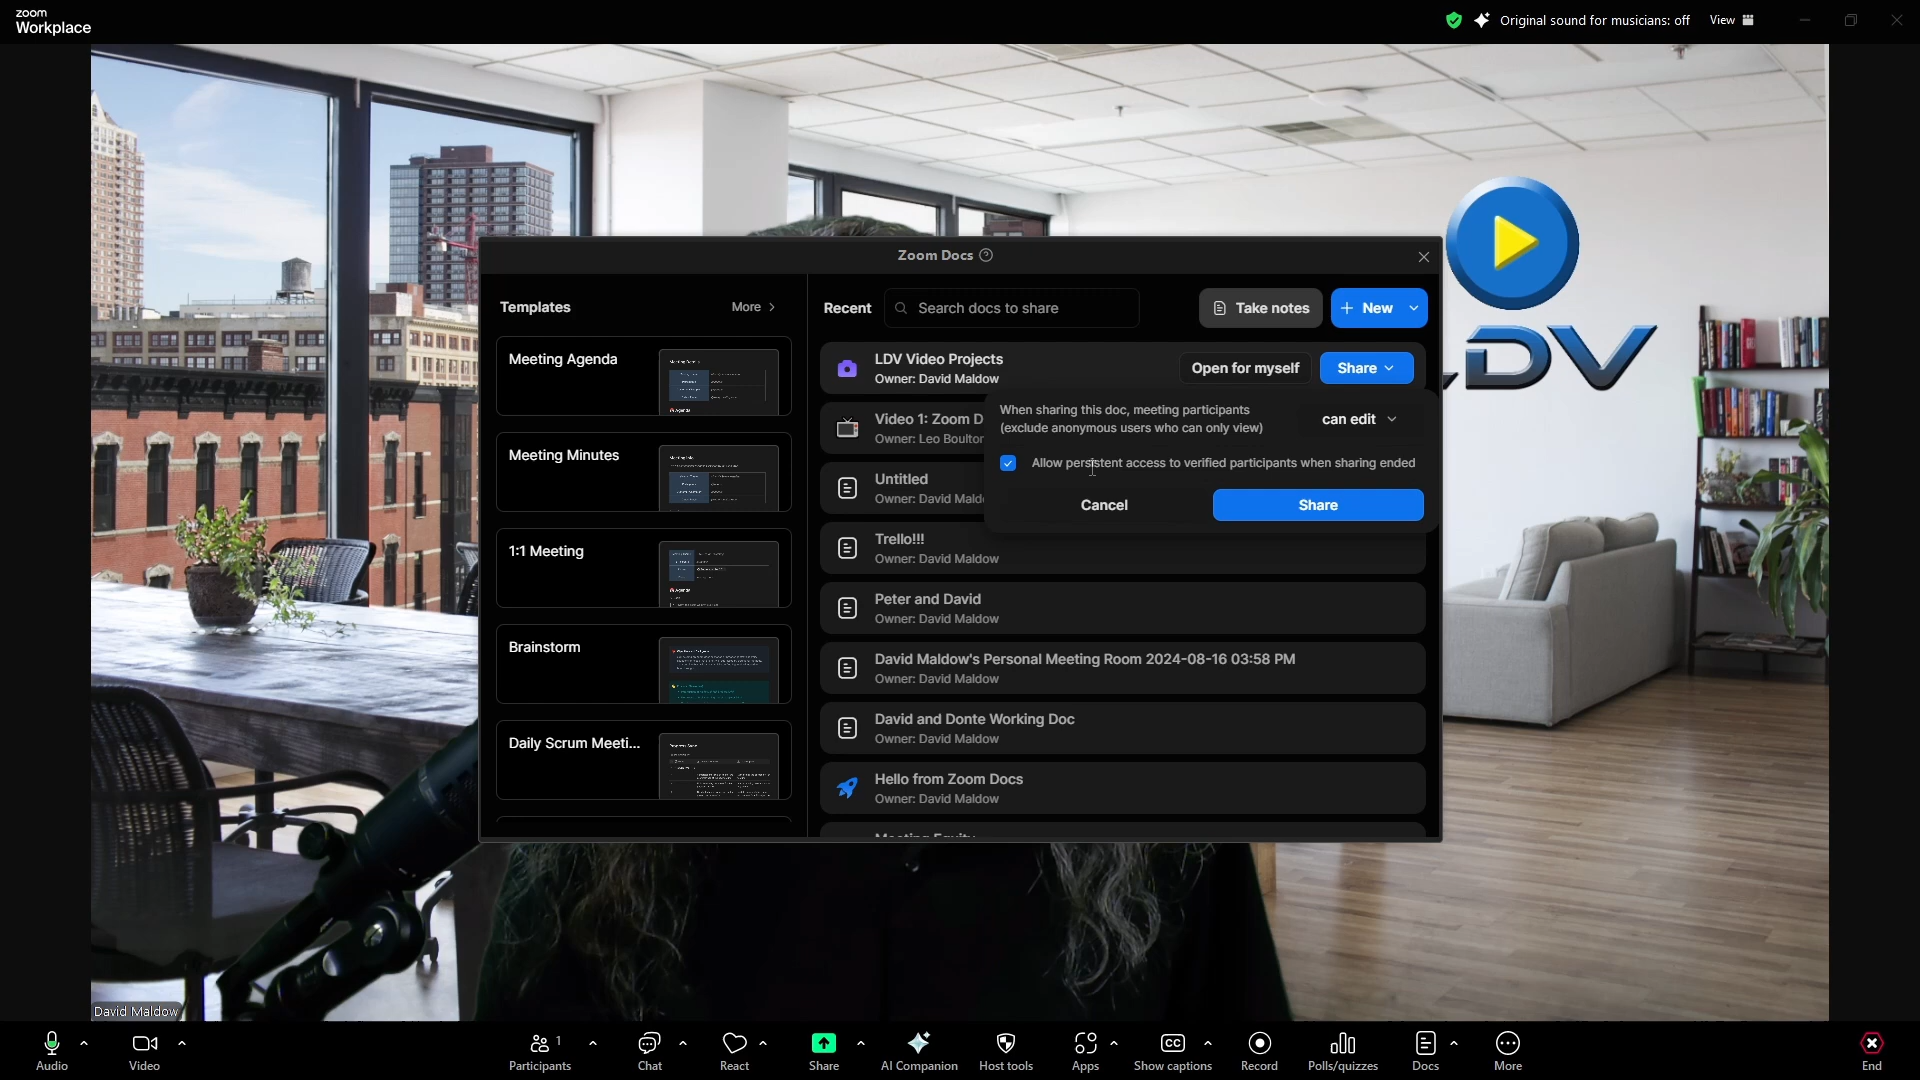 zoom
Workplace
Original sound for musicians: off
View
LDV
Zoom Docs
Templates
More
Meeting Agenda
Meeting Minutes
1:1 Meeting
Brainstorm
Daily Scrum Meeti...
Recent
Search docs to share
Take notes
New
LDV Video Projects
Owner: David Maldow
Open for myself
Share
When sharing this doc, meeting participants
(exclude anonymous users who can only view)
can edit
Allow persistent access to verified participants when sharing ended
Cancel
Share
Video 1: Zoom D
Owner: Leo Boulton
Untitled
Owner: David Mald
Trello!!!
Owner: David Maldow
Peter and David
Owner: David Maldow
David Maldow's Personal Meeting Room 2024-08-16 03:58 PM
Owner: David Maldow
David and Donte Working Doc
Owner: David Maldow
Hello from Zoom Docs
Owner: David Maldow
David Maldow
Audio
Video
Participants
1
Chat
React
Share
AI Companion
Host tools
Apps
CC
Show captions
Record
Polls/quizzes
Docs
More
End